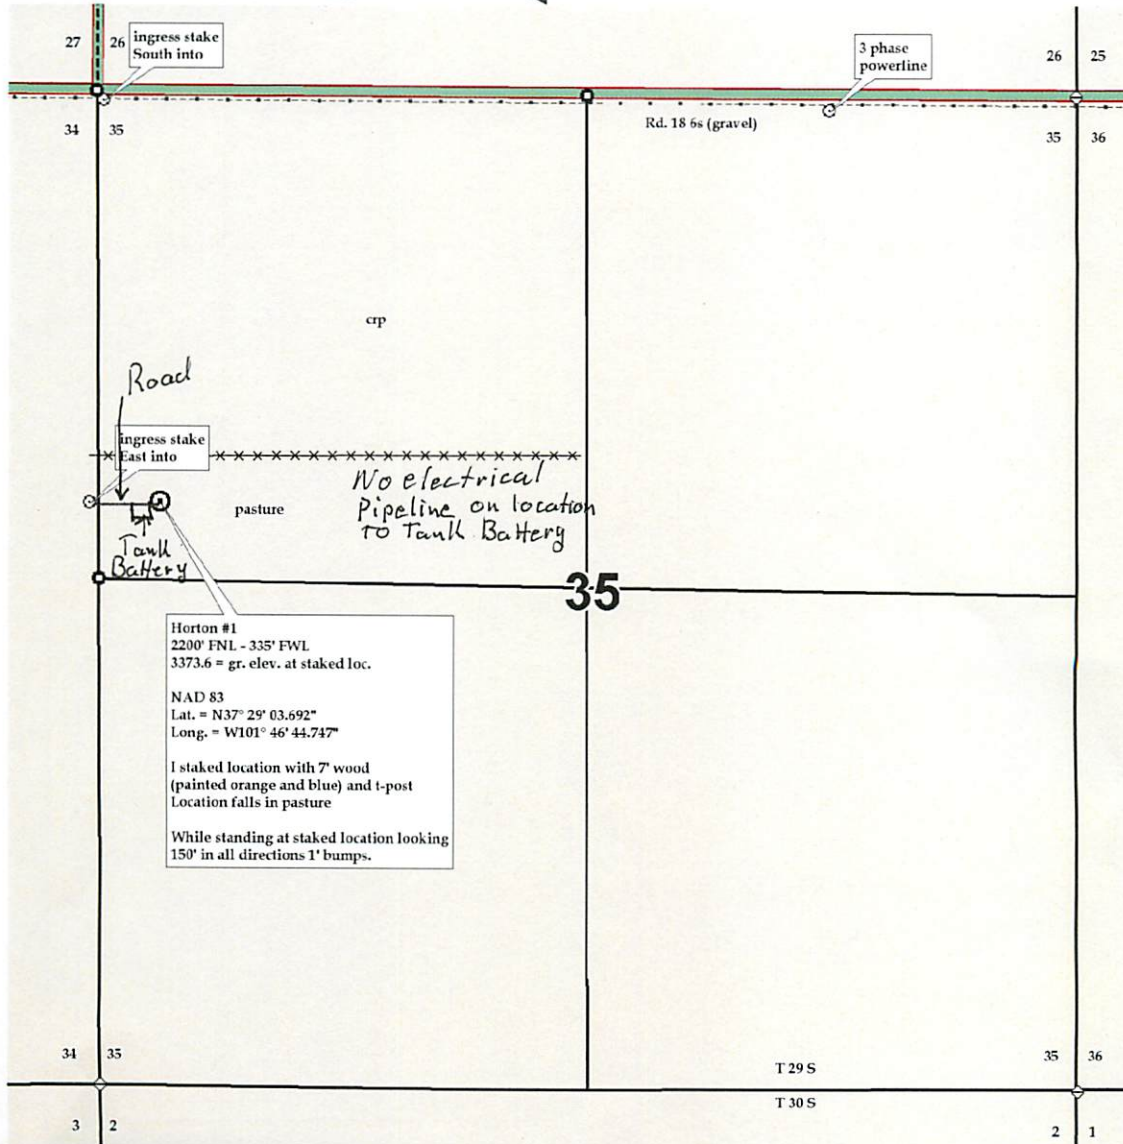 27
26
ingress stake
South into
3 phase
powerline
26
25
34
35
Rd. 18 6s (gravel)
35
36
crp
Road
ingress stake
East into
No electrical
Pipeline on location
To Tank Battery
pasture
Tank
Battery
35
Horton #1
2200' FNL - 335' FWL
3373.6 = gr. elev. at staked loc.
NAD 83
Lat. = N37° 29' 03.692"
Long. = W101° 46' 44.747"
I staked location with 7' wood
(painted orange and blue) and t-post
Location falls in pasture
While standing at staked location looking
150' in all directions 1' bumps.
34
35
35
36
T 29 S
T 30 S
3
2
2
1